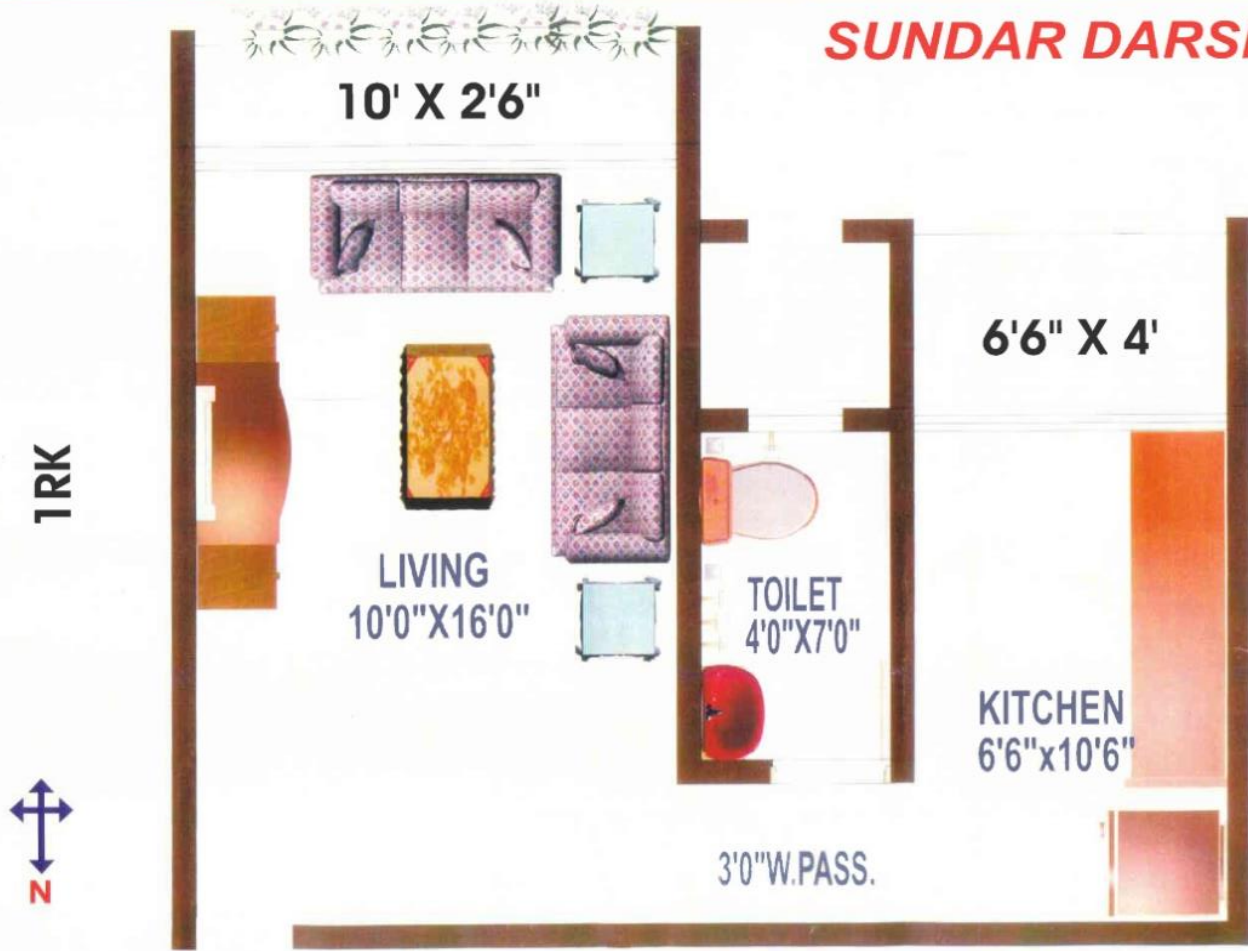 SUNDAR DARS
10' X 2'6"
6'6" X 4'
1RK
LIVING
10'0"X16'0"
TOILET
4'0"X7'0"
KITCHEN
6'6"x10'6"
3'0"W.PASS.
N